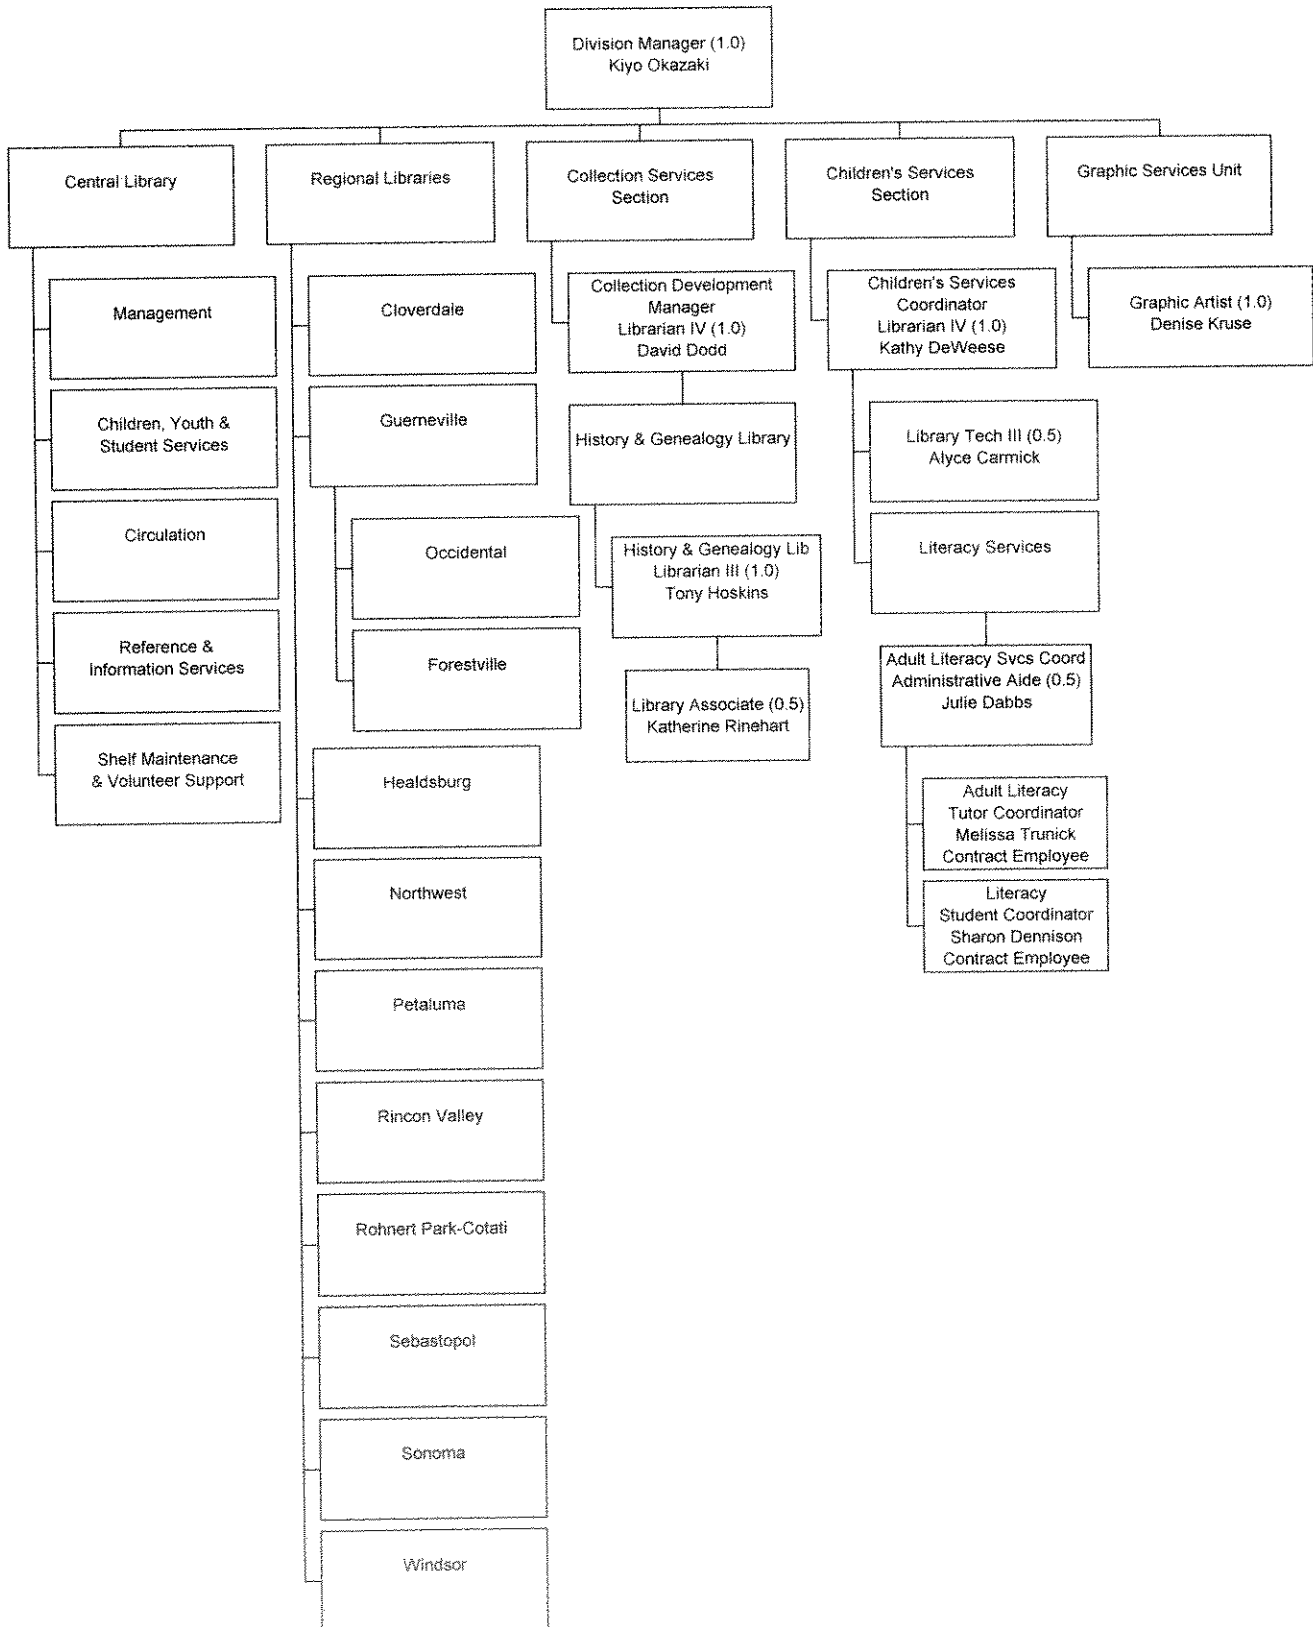 Division Manager (1.0)
Kiyo Okazaki
Central Library
Regional Libraries
Collection Services
Section
Children's Services
Section
Graphic Services Unit
Management
Children, Youth &
Student Services
Circulation
Reference &
Information Services
Shelf Maintenance
& Volunteer Support
Cloverdale
Guerneville
Occidental
Forestville
Healdsburg
Northwest
Petaluma
Rincon Valley
Rohnert Park-Cotati
Sebastopol
Sonoma
Windsor
Collection Development
Manager
Librarian IV (1.0)
David Dodd
History & Genealogy Library
History & Genealogy Lib
Librarian III (1.0)
Tony Hoskins
Library Associate (0.5)
Katherine Rinehart
Children's Services
Coordinator
Librarian IV (1.0)
Kathy DeWeese
Library Tech III (0.5)
Alyce Carmick
Literacy Services
Adult Literacy Svcs Coord
Administrative Aide (0.5)
Julie Dabbs
Adult Literacy
Tutor Coordinator
Melissa Trunick
Contract Employee
Literacy
Student Coordinator
Sharon Dennison
Contract Employee
Graphic Artist (1.0)
Denise Kruse